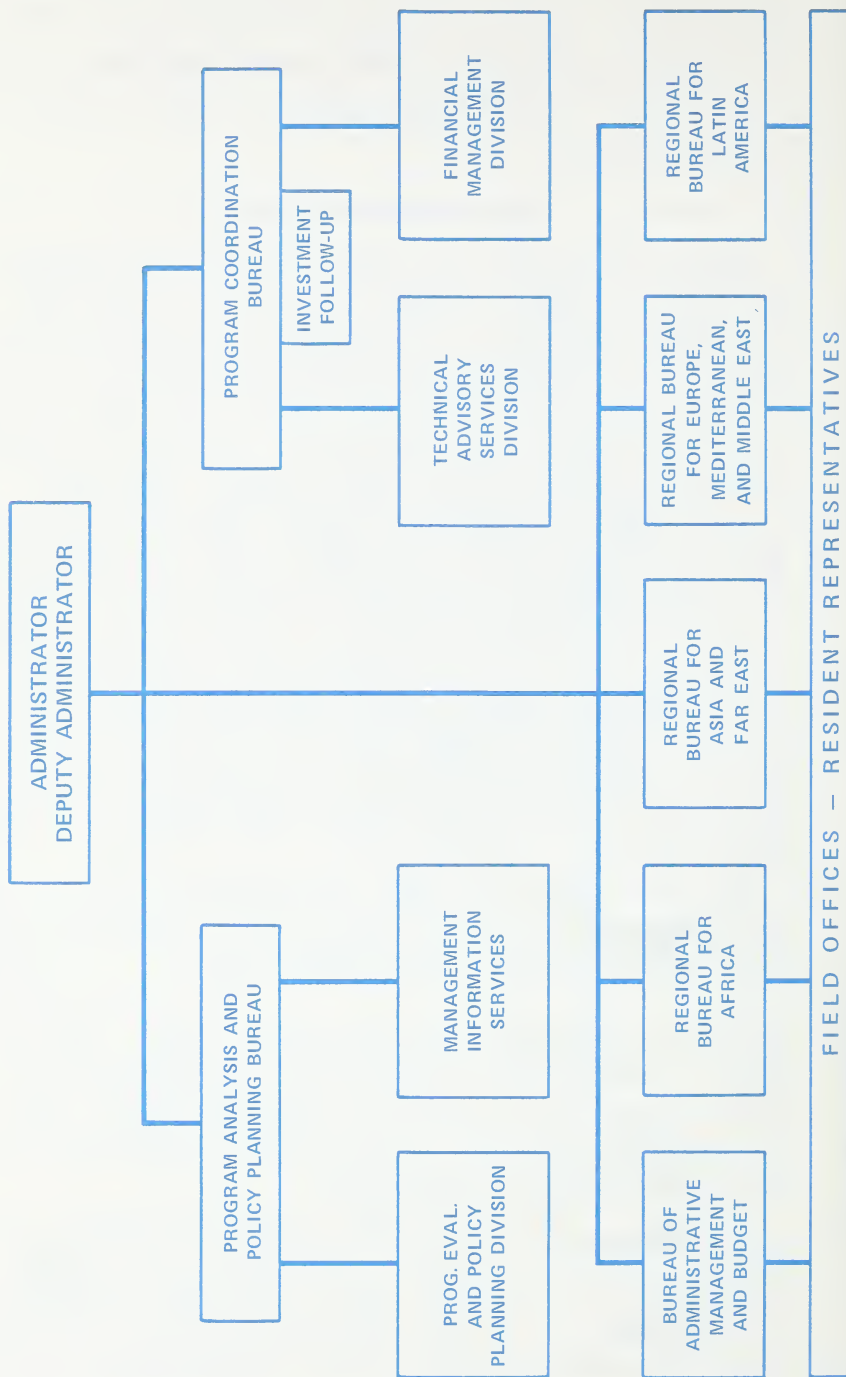 ADMINISTRATOR
DEPUTY ADMINISTRATOR
PROGRAM ANALYSIS AND
POLICY PLANNING BUREAU
PROGRAM COORDINATION
BUREAU
INVESTMENT
FOLLOW-UP
PROG. EVAL.
AND POLICY
PLANNING DIVISION
MANAGEMENT
INFORMATION
SERVICES
TECHNICAL
ADVISORY
SERVICES
DIVISION
FINANCIAL
MANAGEMENT
DIVISION
BUREAU OF
ADMINISTRATIVE
MANAGEMENT
AND BUDGET
REGIONAL
BUREAU FOR
AFRICA
REGIONAL
BUREAU FOR
ASIA AND
FAR EAST
REGIONAL BUREAU
FOR EUROPE,
MEDITERRANEAN,
AND MIDDLE EAST
REGIONAL
BUREAU FOR
LATIN
AMERICA
FIELD OFFICES — RESIDENT REPRESENTATIVES